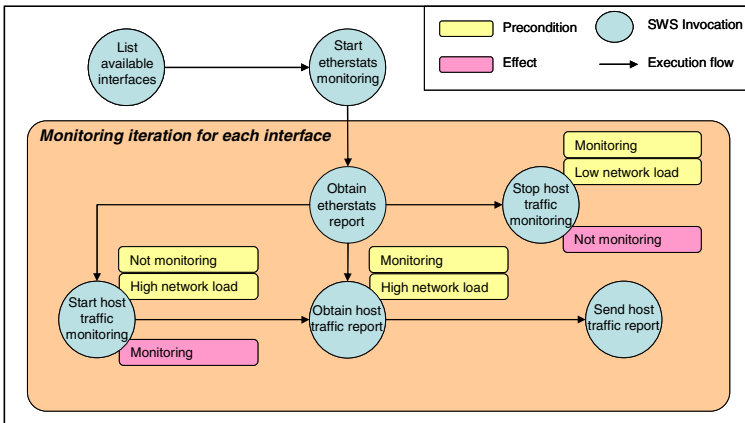 List
available
interfaces
Start
etherstats
monitoring
Precondition
SWS Invocation
Effect
Execution flow
Monitoring iteration for each interface
Obtain
etherstats
report
Stop host
traffic
monitoring
Monitoring
Low network load
Not monitoring
Not monitoring
High network load
Start host
traffic
monitoring
Monitoring
Monitoring
High network load
Obtain host
traffic report
Send host
traffic report